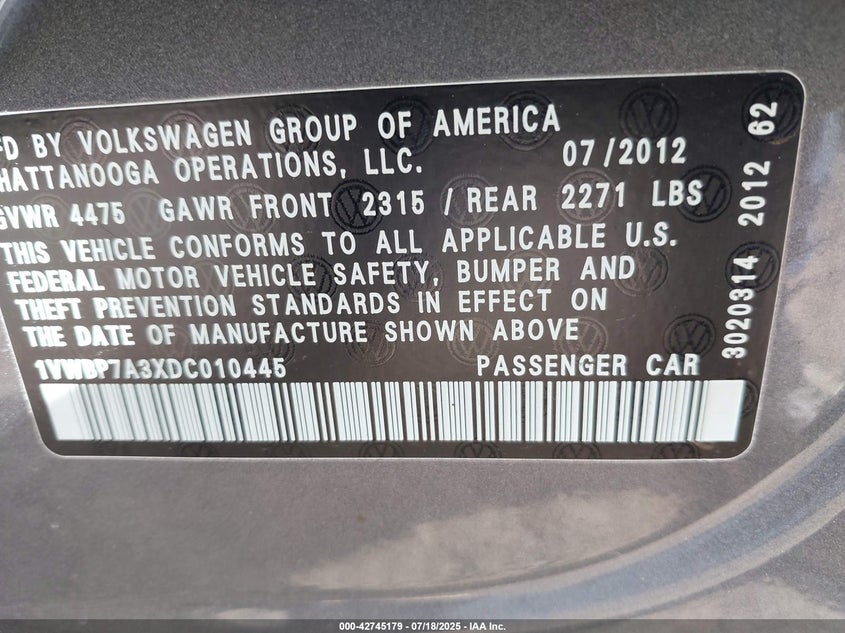 FD BY VOLKSWAGEN GROUP OF AMERICA
HATTANOOGA OPERATIONS, LLC. 07/2012
GVWR 4475 GAWR FRONT 2315 / REAR 2271 LBS
THIS VEHICLE CONFORMS TO ALL APPLICABLE U.S.
FEDERAL MOTOR VEHICLE SAFETY, BUMPER AND
THEFT PREVENTION STANDARDS IN EFFECT ON
THE DATE OF MANUFACTURE SHOWN ABOVE
1VWBP7A3XDC010445 PASSENGER CAR
3020314 2012 62
000-42745179 - 07/18/2025 - IAA Inc.